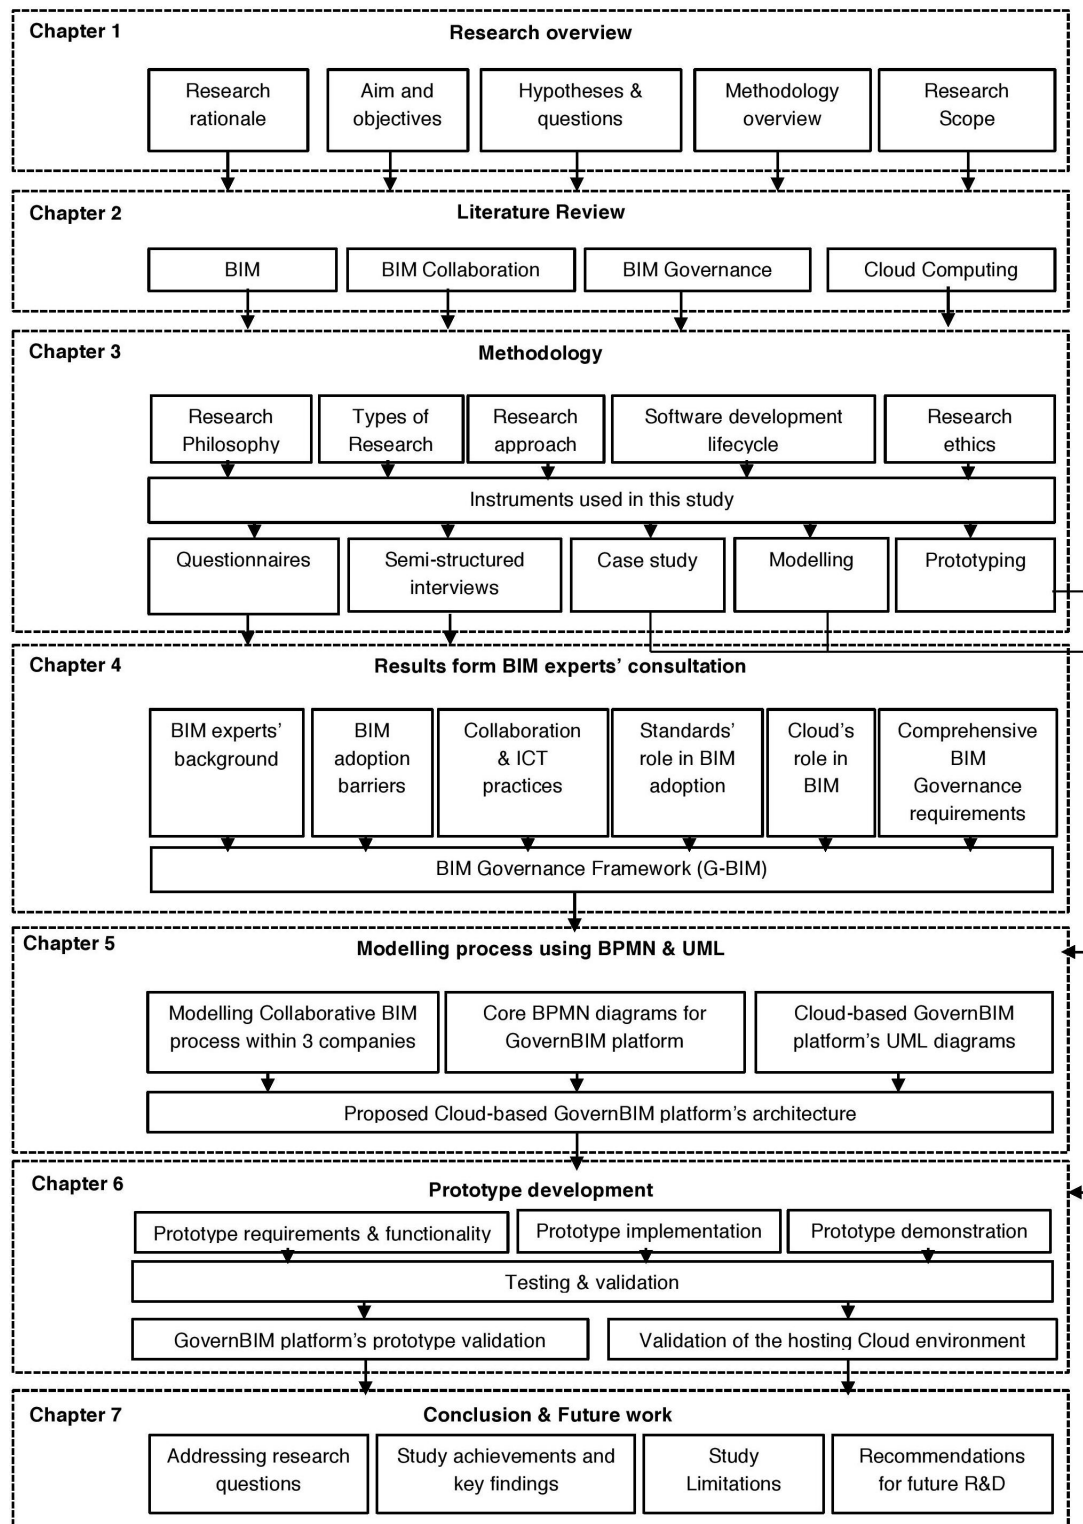 Chapter 1
Research overview
Research
rationale
Aim and
objectives
Hypotheses &
questions
Methodology
overview
Research
Scope
Chapter 2
Literature Review
BIM
BIM Collaboration
BIM Governance
Cloud Computing
Chapter 3
Methodology
Research
Philosophy
Types of
Research
Research
approach
Software development
lifecycle
Research
ethics
Instruments used in this study
Questionnaires
Semi-structured
interviews
Case study
Modelling
Prototyping
Chapter 4
Results form BIM experts' consultation
BIM experts'
background
BIM
adoption
barriers
Collaboration
& ICT
practices
Standards'
role in BIM
adoption
Cloud's
role in
BIM
Comprehensive
BIM
Governance
requirements
BIM Governance Framework (G-BIM)
Chapter 5
Modelling process using BPMN & UML
Modelling Collaborative BIM
process within 3 companies
Core BPMN diagrams for
GovernBIM platform
Cloud-based GovernBIM
platform's UML diagrams
Proposed Cloud-based GovernBIM platform's architecture
Chapter 6
Prototype development
Prototype requirements & functionality
Prototype implementation
Prototype demonstration
Testing & validation
GovernBIM platform's prototype validation
Validation of the hosting Cloud environment
Chapter 7
Conclusion & Future work
Addressing research
questions
Study achievements and
key findings
Study
Limitations
Recommendations
for future R&D